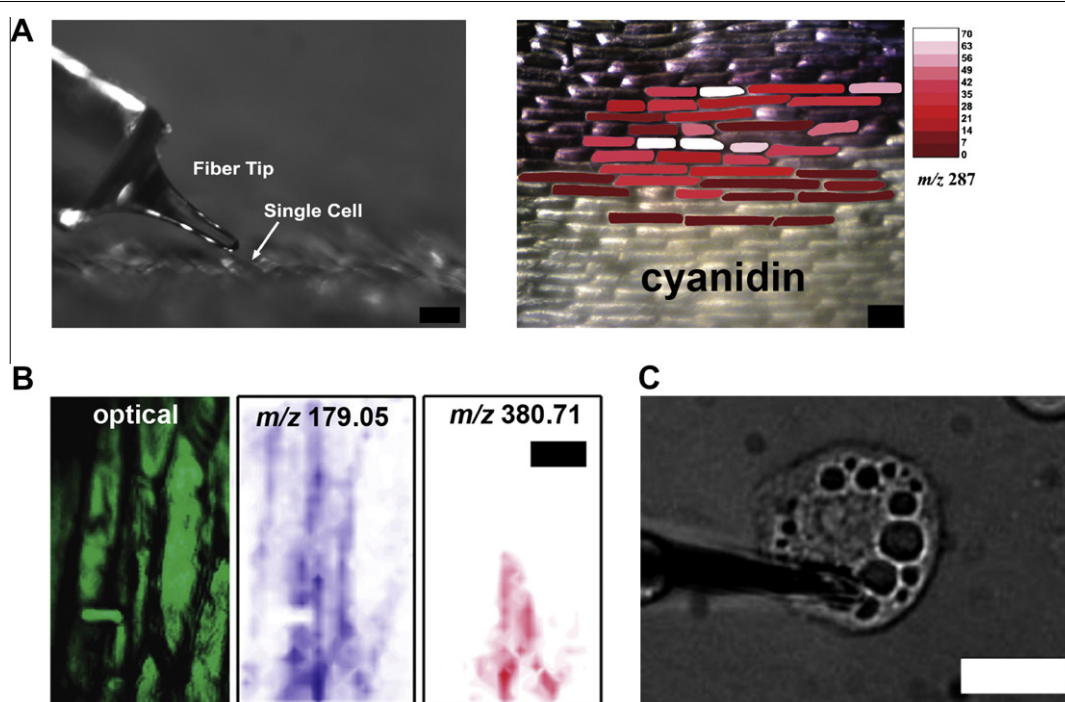 A
Fiber Tip
Single Cell
cyanidin
70
63
56
49
42
35
28
21
14
7
0
m/z 287
B
optical
m/z 179.05
m/z 380.71
C